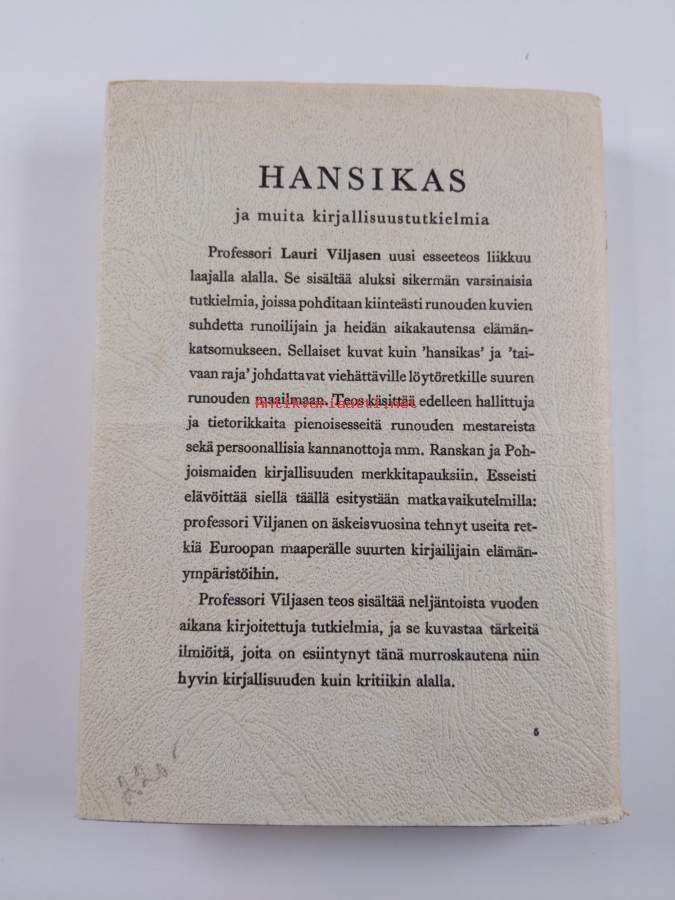 HANSIKAS
ja muita kirjallisuustutkielmia
Professori Lauri Viljasen uusi esseeteos liikkuu
laajalla alalla. Se sisältää aluksi sikermän varsinaisia
tutkielmia, joissa pohditaan kiinteästi runouden kuvien
suhdetta runoilijain ja heidän aikakautensa elämän-
katsomukseen. Sellaiset kuvat kuin 'hansikas' ja 'tai-
vaan raja' johdattavat viehättäville löytöretkille suuren
runouden maailmaan. Teos käsittää edelleen hallittuja
Antikvariaatti.net
ja tietorikkaita pienoisesseitä runouden mestareista
sekä persoonallisia kannanottoja mm. Ranskan ja Poh-
joismaiden kirjallisuuden merkkitapauksiin. Esseisti
elävöittää siellä täällä esitystään matkavaikutelmilla:
professori Viljanen on äskeisvuosina tehnyt useita ret-
kiä Euroopan maaperälle suurten kirjailijain elämän-
ympäristöihin.
Professori Viljasen teos sisältää neljäntoista vuoden
aikana kirjoitettuja tutkielmia, ja se kuvastaa tärkeitä
ilmiöitä, joita on esiintynyt tänä murroskautena niin
hyvin kirjallisuuden kuin kritiikin alalla.
5